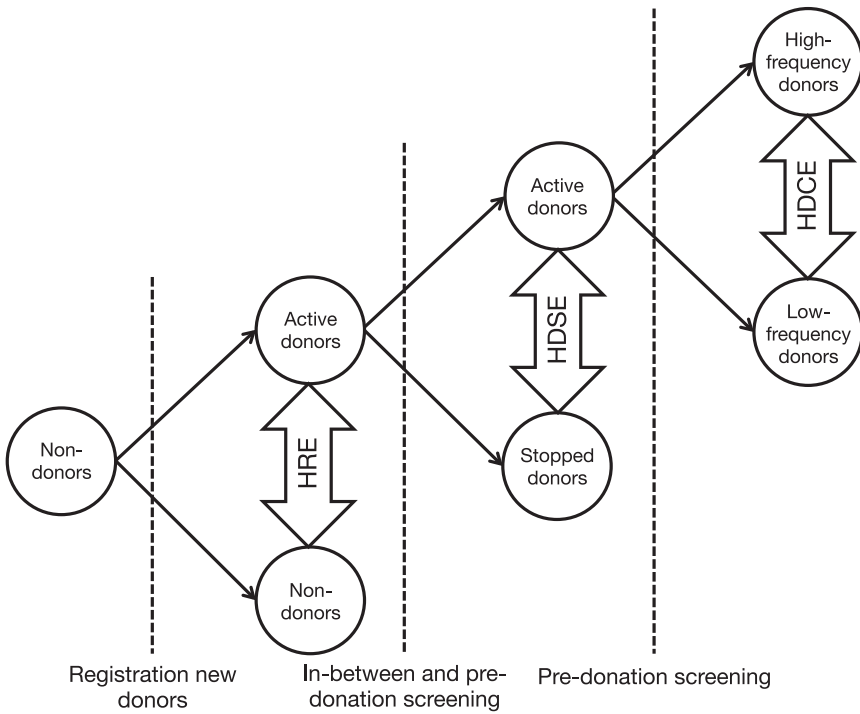 Non-
donors
Active
donors
HRE
Non-
donors
Active
donors
HDSE
Stopped
donors
High-
frequency
donors
HDCE
Low-
frequency
donors
Registration new
donors
In-between and pre-
donation screening
Pre-donation screening